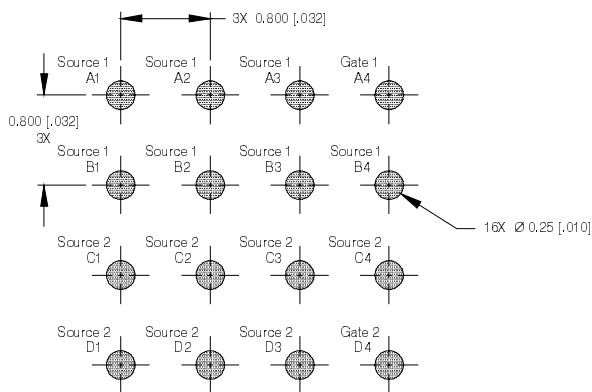 3X 0.800 [.032]
Source 1 Source 1 Source 1 Gate 1
A1 A2 A3 A4
0.800 [.032]
3X
Source 1 Source 1 Source 1 Source 1
B1 B2 B3 B4
16X Ø 0.25 [.010]
Source 2 Source 2 Source 2 Source 2
C1 C2 C3 C4
Source 2 Source 2 Source 2 Gate 2
D1 D2 D3 D4